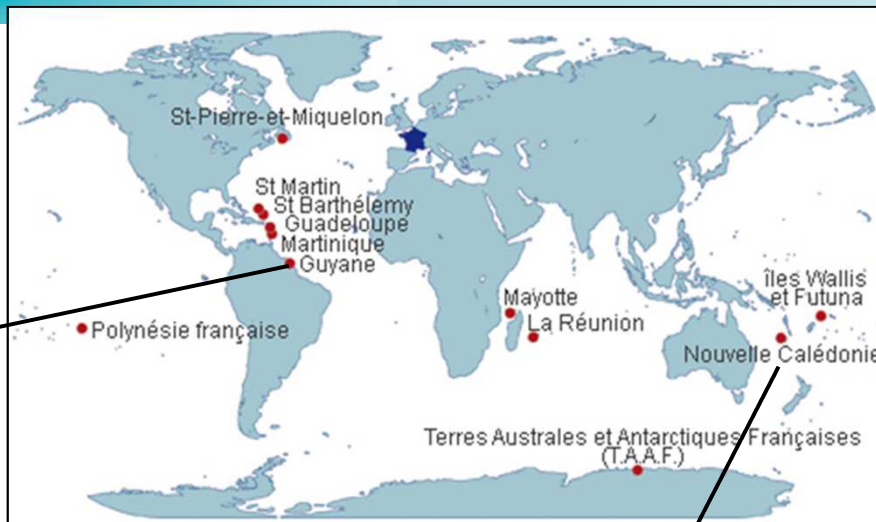 St-Pierre-et-Miquelon
St Martin
St Barthélemy
Guadeloupe
Martinique
Guyane
îles Wallis
et Futuna
Mayotte
La Réunion
Polynésie française
Nouvelle Calédonie
Terres Australes et Antarctiques Françaises
(T.A.A.F.)